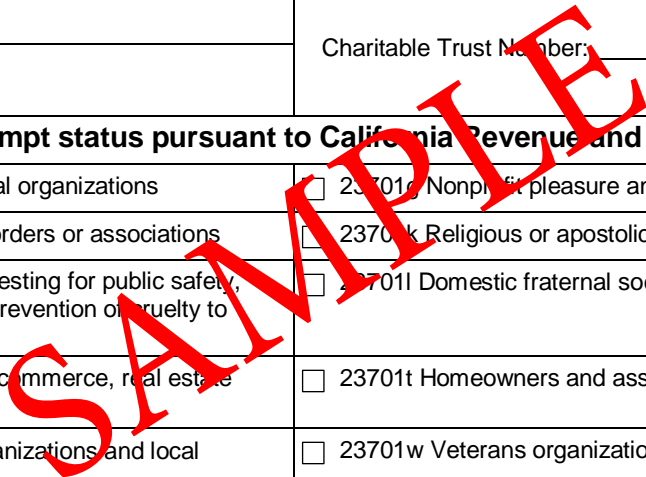 Charitable Trust Number:
mpt status pursuant to California Revenue and
al organizations
23701g Nonprofit pleasure an
orders or associations
23701k Religious or apostolic
esting for public safety,
revention of cruelty to
23701l Domestic fraternal soc
commerce, real estate
23701t Homeowners and ass
anizations and local
23701w Veterans organizatio
SAMPLE